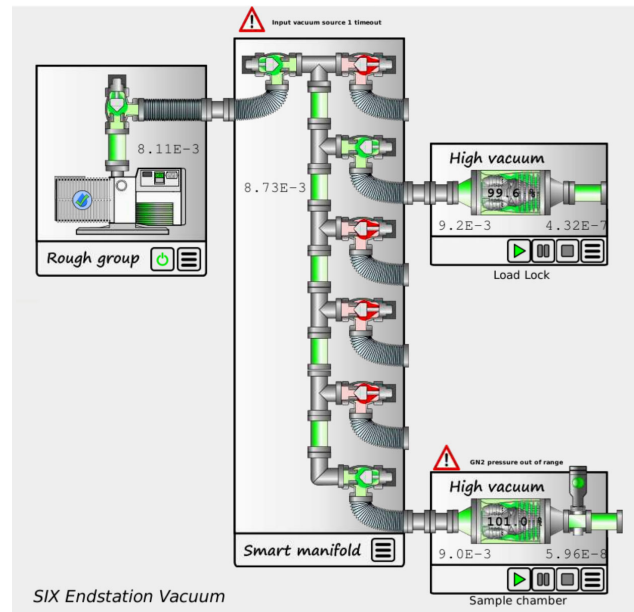 Input vacuum source 1 timeout
8.11E-3
Rough group
8.73E-3
High vacuum
99.6 %
9.2E-3 4.32E-7
Load Lock
GN2 pressure out of range
High vacuum
101.0 %
9.0E-3 5.96E-8
Smart manifold
Sample chamber
SIX Endstation Vacuum